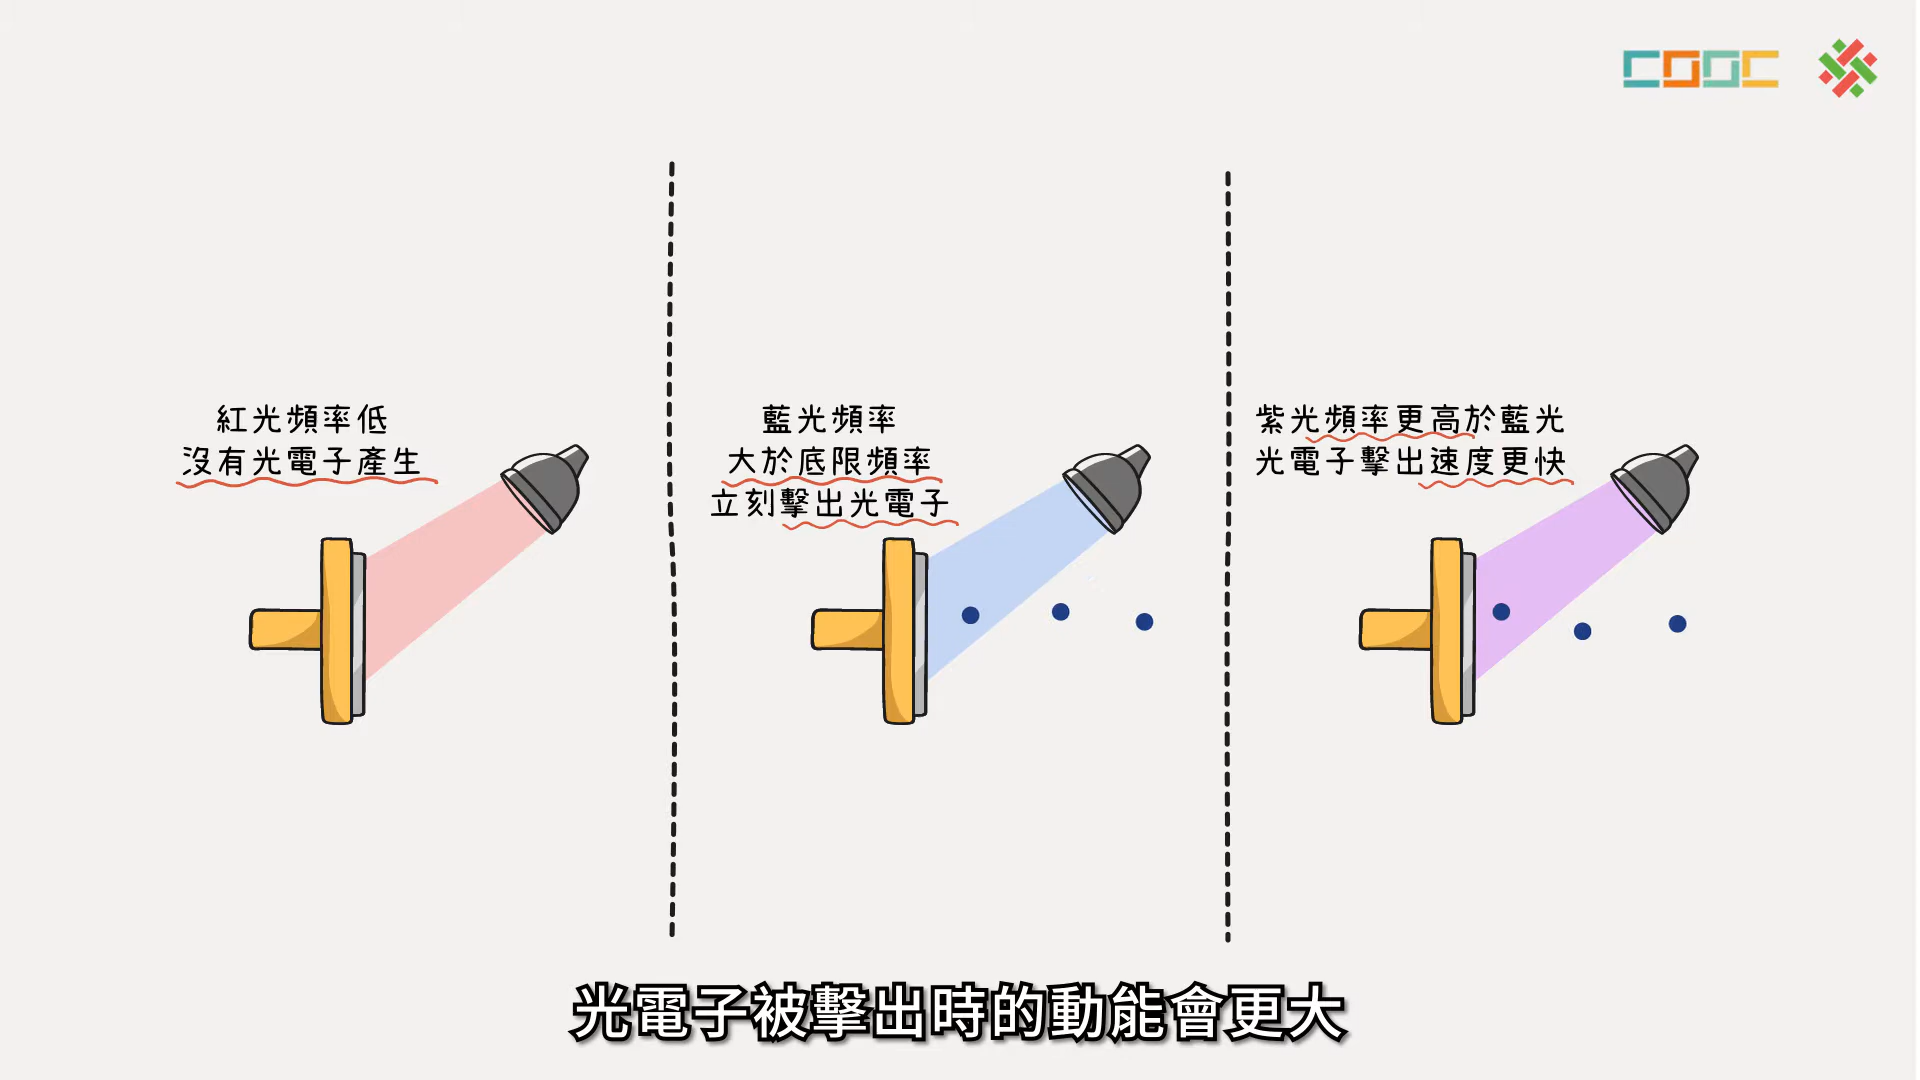 COOC
紅光頻率低
沒有光電子產生
藍光頻率
大於底限頻率
立刻擊出光電子
紫光頻率更高於藍光
光電子擊出速度更快
光電子被擊出時的動能會更大